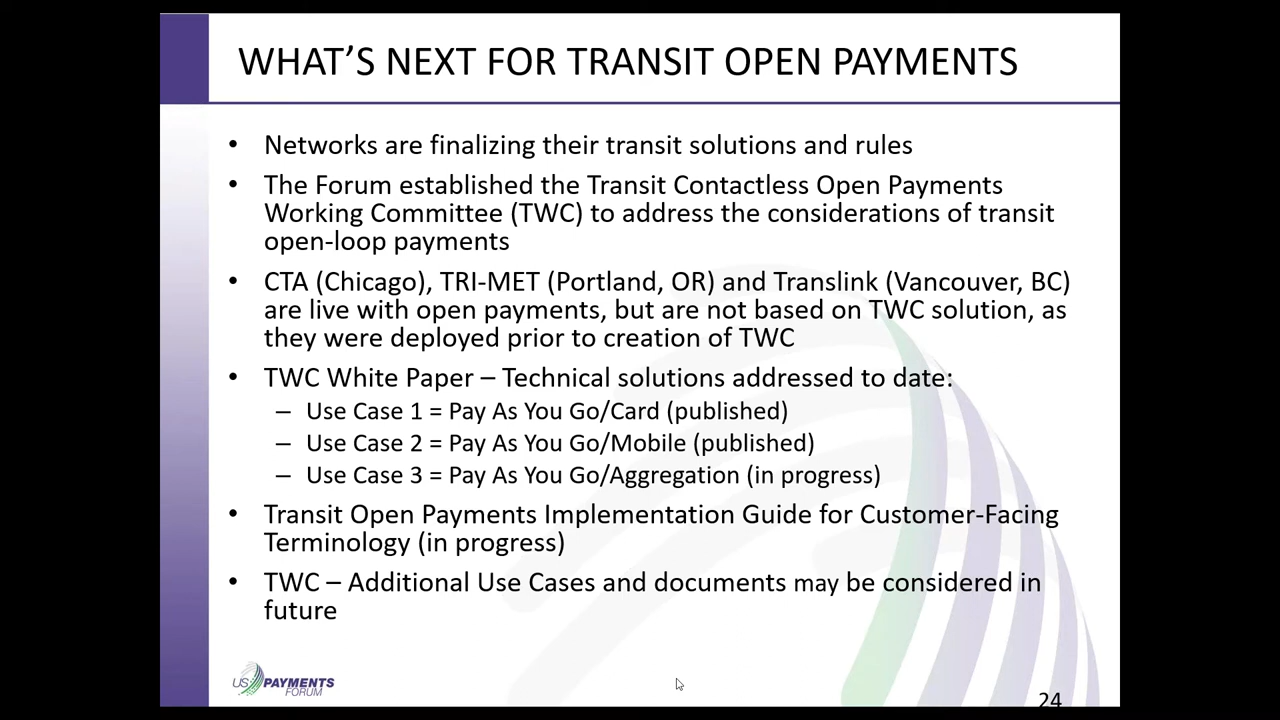 WHAT’S NEXT FOR TRANSIT OPEN PAYMENTS
• Networks are finalizing their transit solutions and rules
• The Forum established the Transit Contactless Open Payments
Working Committee (TWC) to address the considerations of transit
open-loop payments
• CTA (Chicago), TRI-MET (Portland, OR) and Translink (Vancouver, BC)
are live with open payments, but are not based on TWC solution, as
they were deployed prior to creation of TWC
• TWC White Paper – Technical solutions addressed to date:
– Use Case 1 = Pay As You Go/Card (published)
– Use Case 2 = Pay As You Go/Mobile (published)
– Use Case 3 = Pay As You Go/Aggregation (in progress)
• Transit Open Payments Implementation Guide for Customer-Facing
Terminology (in progress)
• TWC – Additional Use Cases and documents may be considered in
future
US PAYMENTS
FORUM
24